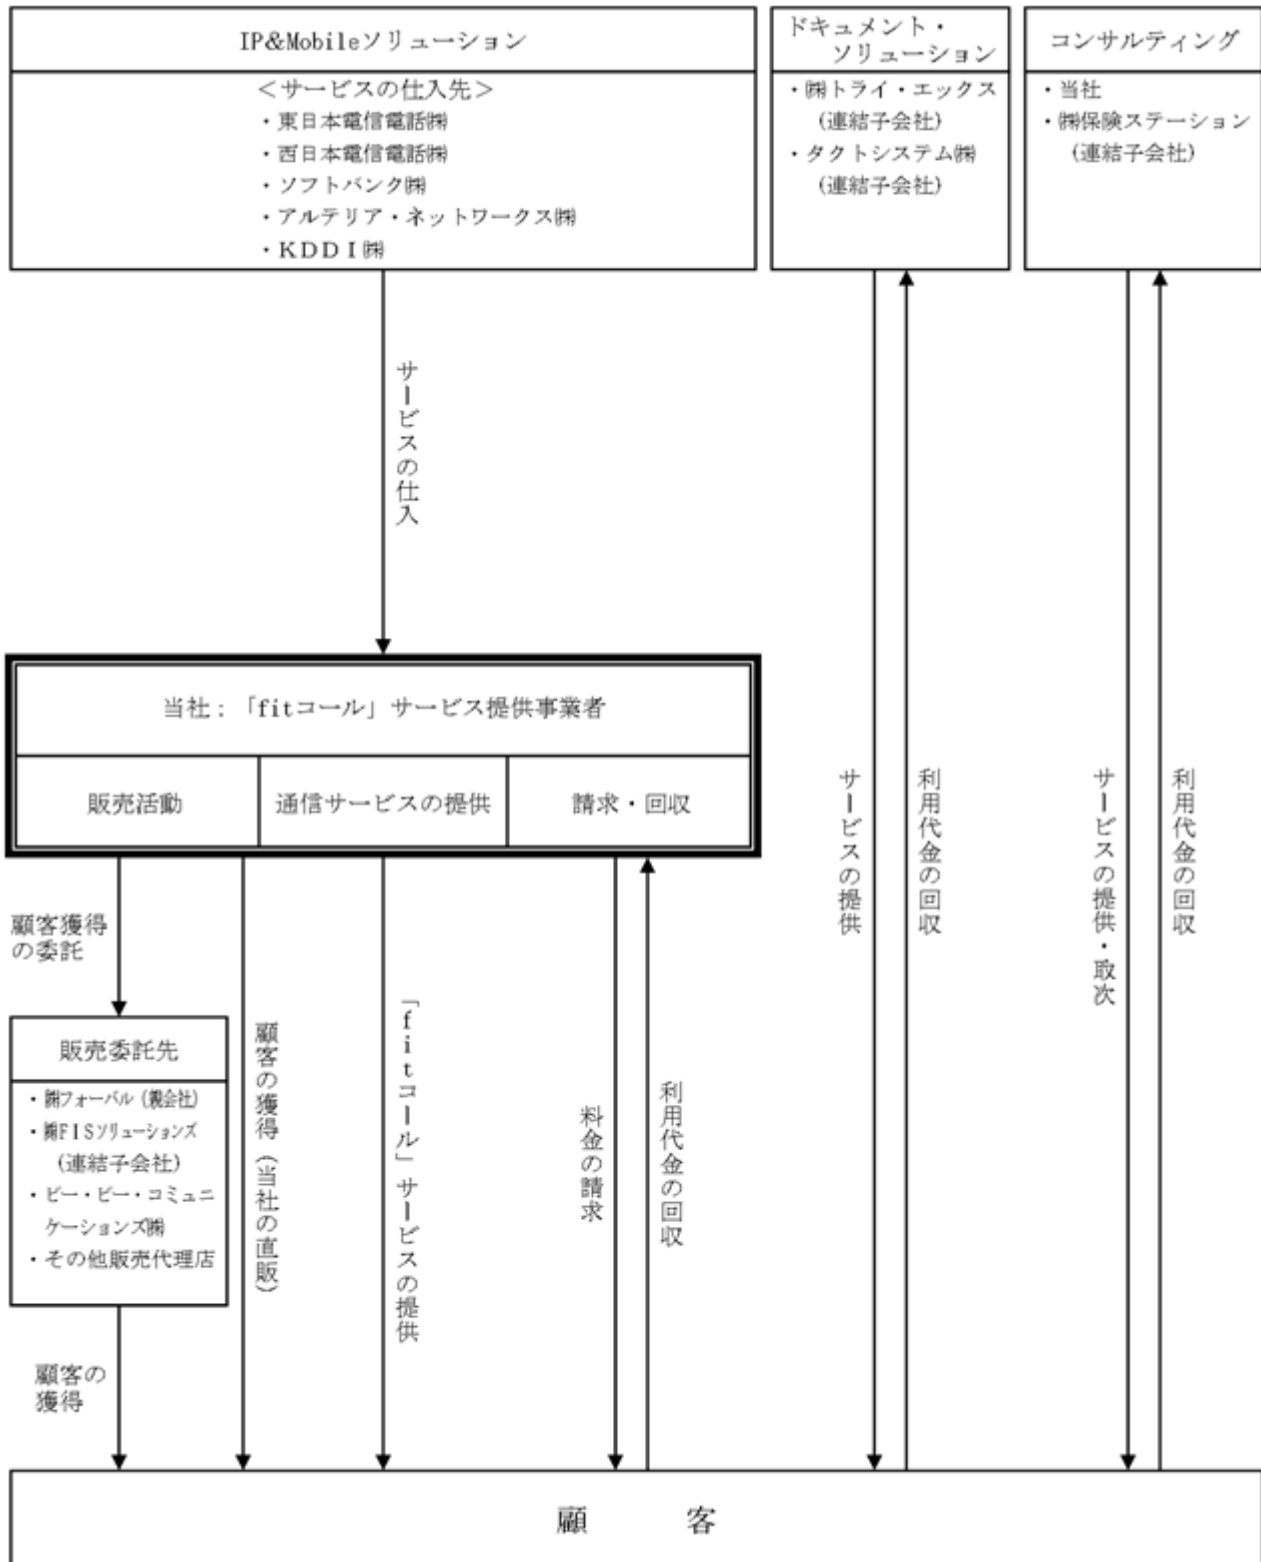 IP&Mobileソリューション
＜サービスの仕入先＞
・東日本電信電話㈱
・西日本電信電話㈱
・ソフトバンク㈱
・アルテリア・ネットワークス㈱
・ＫＤＤＩ㈱
ドキュメント・
ソリューション
・㈱トライ・エックス
(連結子会社)
・タクトシステム㈱
(連結子会社)
コンサルティング
・当社
・㈱保険ステーション
(連結子会社)
サービスの仕入
当社：「fitコール」サービス提供事業者
販売活動
通信サービスの提供
請求・回収
サービスの提供
利用代金の回収
サービスの提供・取次
利用代金の回収
顧客獲得
の委託
販売委託先
・㈱フォーバル (親会社)
・㈱ＦＩＳソリューションズ
(連結子会社)
・ビー・ビー・コミュニ
ケーションズ㈱
・その他販売代理店
顧客の獲得（当社の直販）
「fitコール」サービスの提供
料金の請求
利用代金の回収
顧客の
獲得
顧　　客